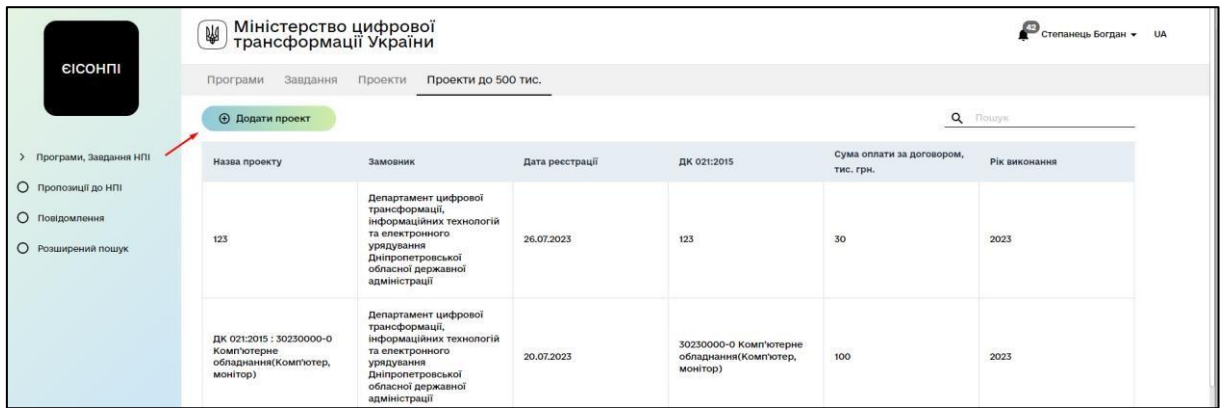 ЄІСОНПІ
Міністерство цифрової
трансформації України
42
Степанець Богдан
UA
Програми Завдання Проекти Проекти до 500 тис.
Додати проект
Пошук
Програми, Завдання НПІ
Пропозиції до НПІ
Повідомлення
Розширений пошук
Назва проекту
Замовник
Дата реєстрації
ДК 021:2015
Сума оплати за договором,
тис. грн.
Рік виконання
123
Департамент цифрової
трансформації,
інформаційних технологій
та електронного
урядування
Дніпропетровської
обласної державної
адміністрації
26.07.2023
123
30
2023
ДК 021:2015 : 30230000-0
Комп'ютерне
обладнання(Комп'ютер,
монітор)
Департамент цифрової
трансформації,
інформаційних технологій
та електронного
урядування
Дніпропетровської
обласної державної
адміністрації
20.07.2023
30230000-0 Комп'ютерне
обладнання(Комп'ютер,
монітор)
100
2023